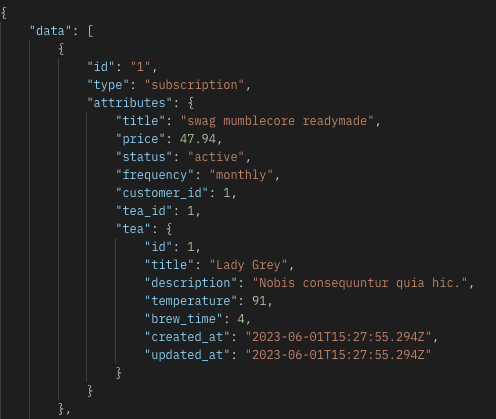 {
    "data": [
        {
            "id": "1",
            "type": "subscription",
            "attributes": {
                "title": "swag mumblecore readymade",
                "price": 47.94,
                "status": "active",
                "frequency": "monthly",
                "customer_id": 1,
                "tea_id": 1,
                "tea": {
                    "id": 1,
                    "title": "Lady Grey",
                    "description": "Nobis consequuntur quia hic.",
                    "temperature": 91,
                    "brew_time": 4,
                    "created_at": "2023-06-01T15:27:55.294Z",
                    "updated_at": "2023-06-01T15:27:55.294Z"
                }
            }
        },